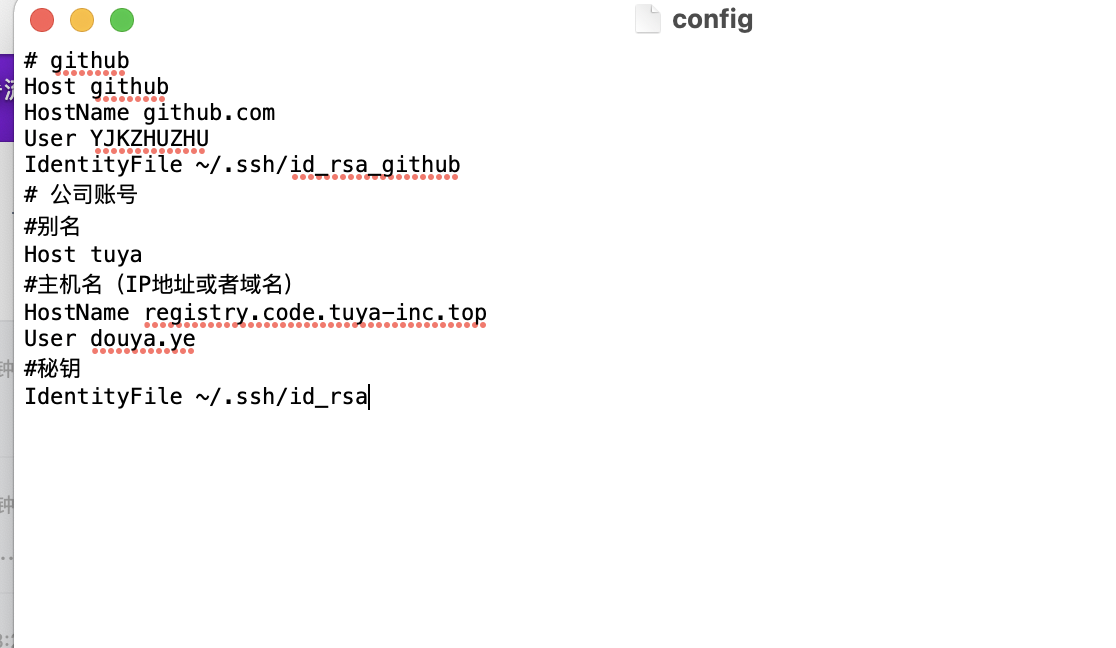 config
# github
Host github
HostName github.com
User YJKZHUZHU
IdentityFile ~/.ssh/id_rsa_github
# 公司账号
#别名
Host tuya
#主机名（IP地址或者域名）
HostName registry.code.tuya-inc.top
User douya.ye
#秘钥
IdentityFile ~/.ssh/id_rsa
钟
钟